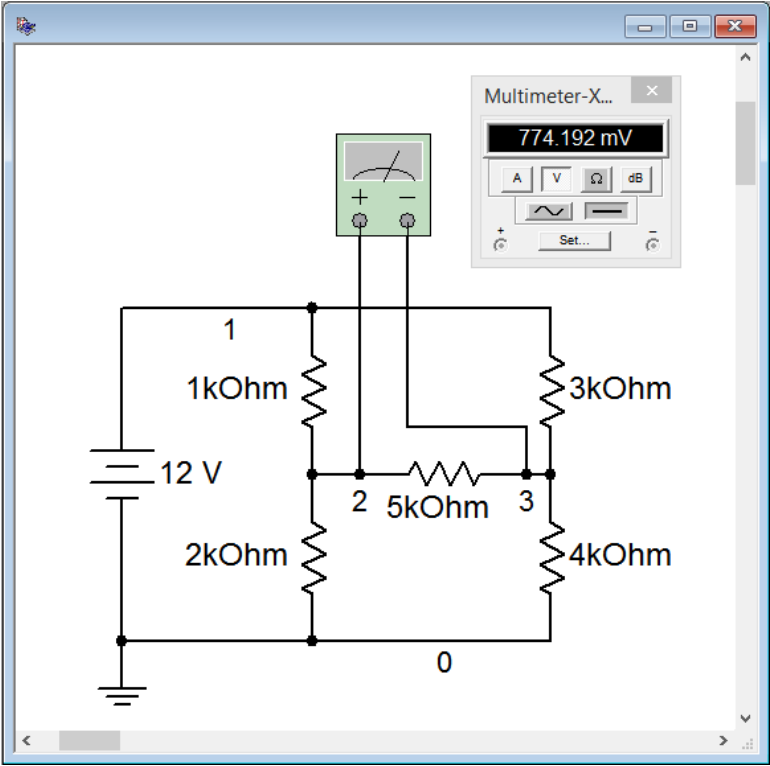 Multimeter-X...
774.192 mV
A V Ω dB
+ Set... −
+ −
1
1kOhm 3kOhm
12 V
2 5kOhm 3
2kOhm 4kOhm
0